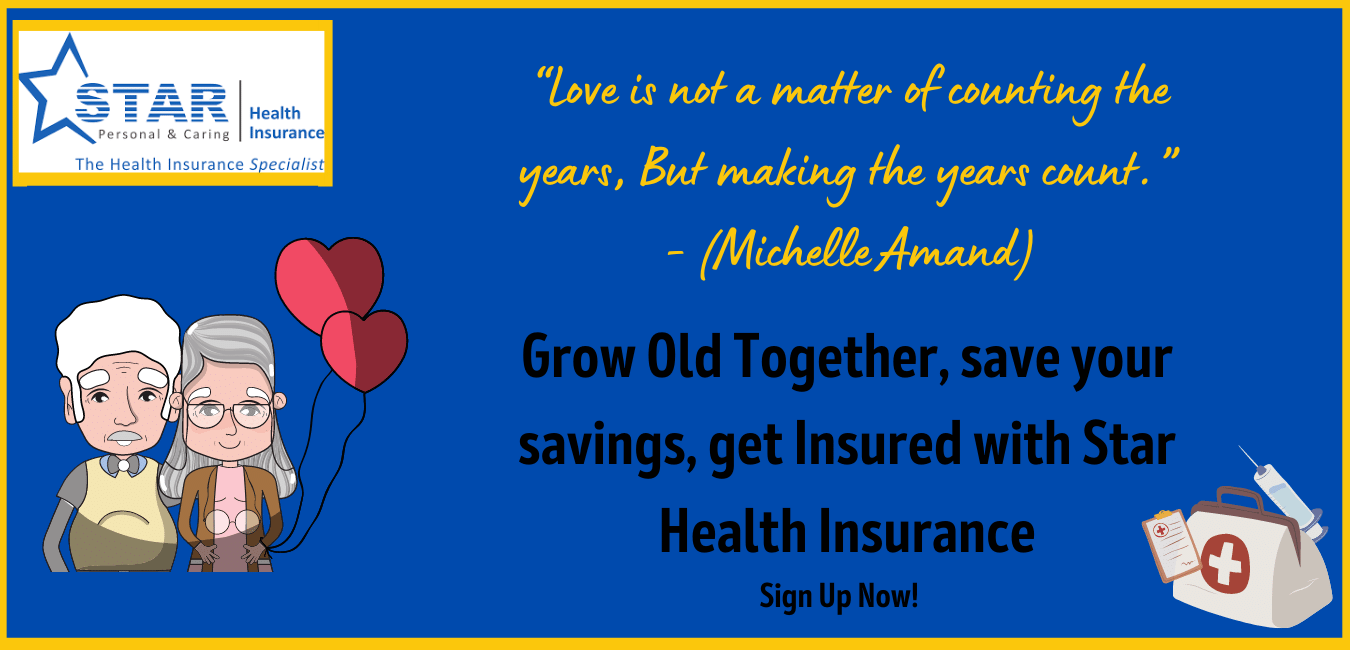 STAR
Personal & Caring
Health
Insurance
The Health Insurance Specialist
“Love is not a matter of counting the
years, But making the years count.”
- (Michelle Amand)
Grow Old Together, save your
savings, get Insured with Star
Health Insurance
Sign Up Now!